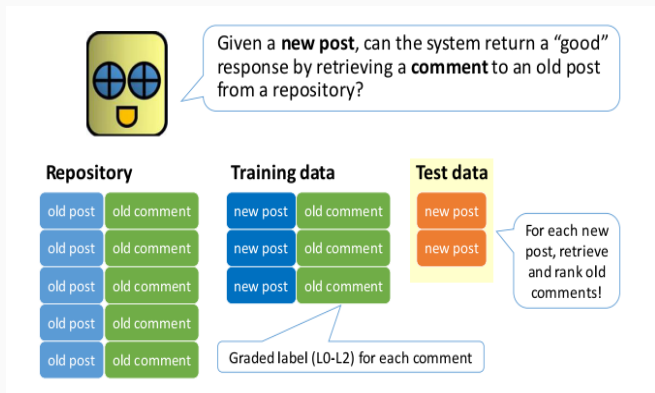 Given a new post, can the system return a “good”
response by retrieving a comment to an old post
from a repository?
Repository
Training data
Test data
old post old comment
old post old comment
old post old comment
old post old comment
old post old comment
new post old comment
new post old comment
new post old comment
new post
new post
For each new
post, retrieve
and rank old
comments!
Graded label (L0-L2) for each comment